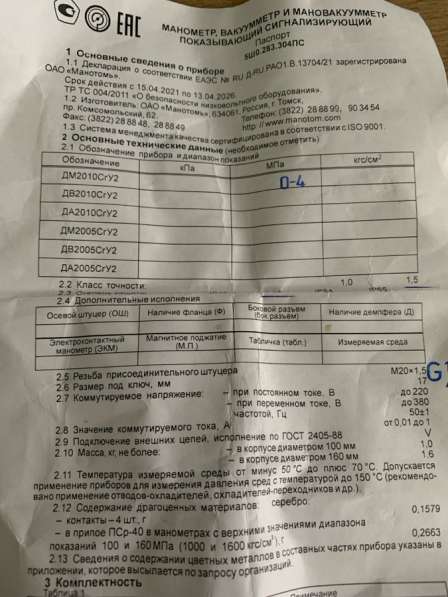 ЕАС
МАНОМЕТР, ВАКУУММЕТР И МАНОВАКУУММЕТР
ПОКАЗЫВАЮЩИЙ СИГНАЛИЗИРУЮЩИЙ
Паспорт
5Ш0.283.304ПС
1 Основные сведения о приборе
1.1 Декларация о соответствии ЕАЭС № RU Д-RU.РА01.В.13704/21 зарегистрирована
ОАО «Манотомь».
Срок действия с 15.04.2021 по 13.04.2026.
ТР ТС 004/2011 «О безопасности низковольтного оборудования».
1.2 Изготовитель: ОАО «Манотомь», 634061, Россия, г. Томск,
пр. Комсомольский, 62. Телефон: (3822) 28 88 99, 90 34 54
Факс: (3822) 28 88 48, 28 88 49 http://www.manotom.com
1.3 Система менеджмента качества сертифицирована в соответствии с ISO 9001.
2 Основные технические данные (необходимое отметить)
2.1 Обозначение прибора и диапазон показаний
Обозначение кПа МПа кгс/см²
ДМ2010СгУ2 0-4
ДВ2010СгУ2
ДА2010СгУ2
ДМ2005СгУ2
ДВ2005СгУ2
ДА2005СгУ2
2.2 Класс точности: 1,0 1,5
2.4 Дополнительные исполнения
Осевой штуцер (ОШ) Наличие фланца (Ф) Боковой разъем (бок.разъем) Наличие демпфера (Д)
Электроконтактный манометр (ЭКМ) Магнитное поджатие (М.П.) Табличка (табл.) Измеряемая среда
2.5 Резьба присоединительного штуцера М20×1,5 G
2.6 Размер под ключ, мм 17
2.7 Коммутируемое напряжение: – при постоянном токе, В до 220
– при переменном токе, В до 380
частотой, Гц 50±1
2.8 Значение коммутируемого тока, А от 0,01 до 1
2.9 Подключение внешних цепей, исполнение по ГОСТ 2405-88 V
2.10 Масса, кг, не более: – в корпусе диаметром 100 мм 1,0
– в корпусе диаметре 160 мм 1,6
2.11 Температура измеряемой среды от минус 50 °С до плюс 70 °С. Допускается
применение приборов для измерения давления сред с температурой до 150 °С (рекомендо-
вано применение отводов-охладителей, охладителей-переходников и др.).
2.12 Содержание драгоценных материалов: серебро:
– контакты – 4 шт., г 0,1579
– в припое ПСр-40 в манометрах с верхними значениями диапазона
показаний 100 и 160 МПа (1000 и 1600 кгс/см²), г 0,2663
2.13 Сведения о содержании цветных металлов в составных частях прибора указаны в
приложении, которое высылается по запросу организаций.
3 Комплектность
Таблица 1
Примечание